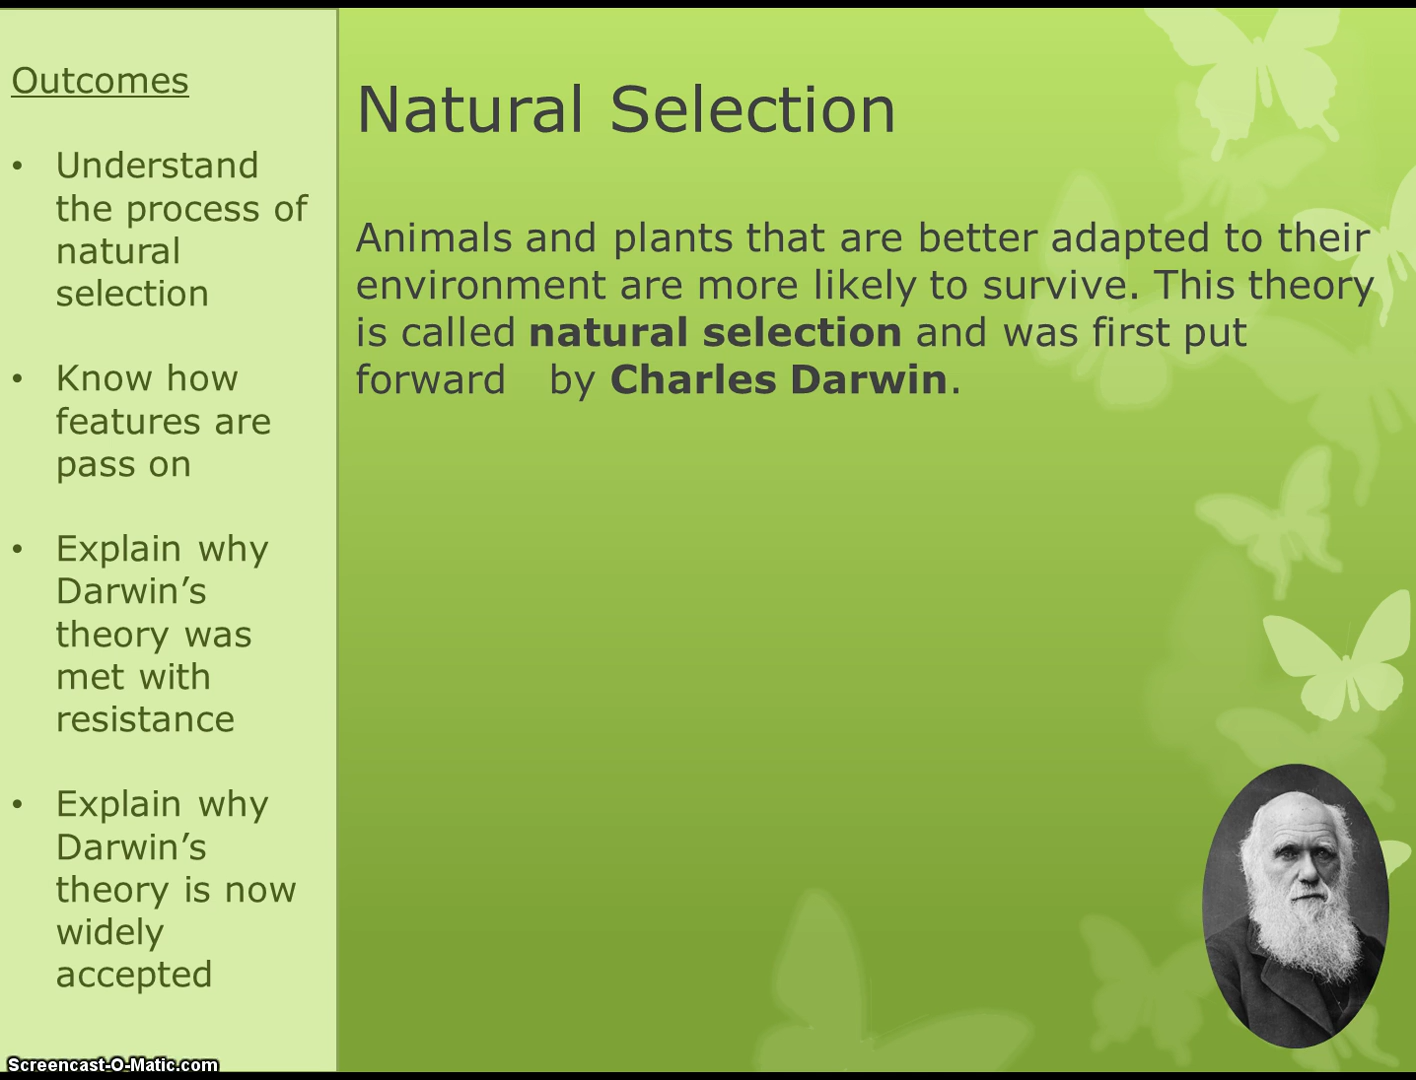 Outcomes
• Understand
the process of
natural
selection
• Know how
features are
pass on
• Explain why
Darwin’s
theory was
met with
resistance
• Explain why
Darwin’s
theory is now
widely
accepted
Natural Selection
Animals and plants that are better adapted to their
environment are more likely to survive. This theory
is called natural selection and was first put
forward by Charles Darwin.
Screencast-O-Matic.com